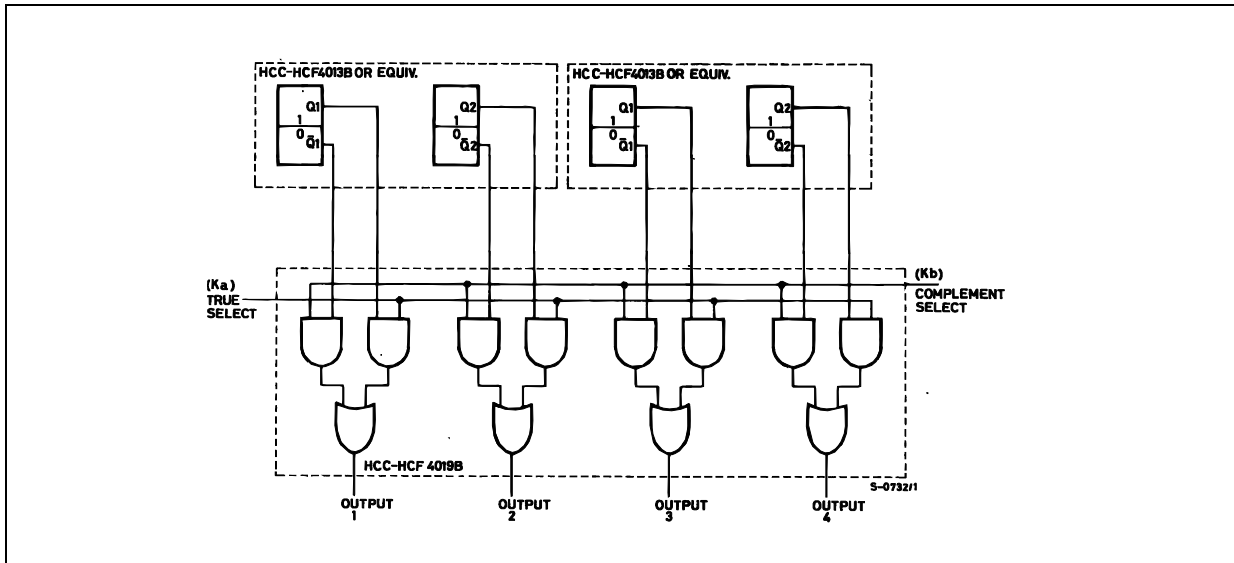 HCC-HCF4013B OR EQUIV.
HCC-HCF4013B OR EQUIV.
Q1
1
0
Q̄1
Q2
1
0
Q̄2
Q1
1
0
Q̄1
Q2
1
0
Q̄2
(Ka)
TRUE
SELECT
(Kb)
COMPLEMENT
SELECT
HCC-HCF 4019B
S-0732/1
OUTPUT
1
OUTPUT
2
OUTPUT
3
OUTPUT
4